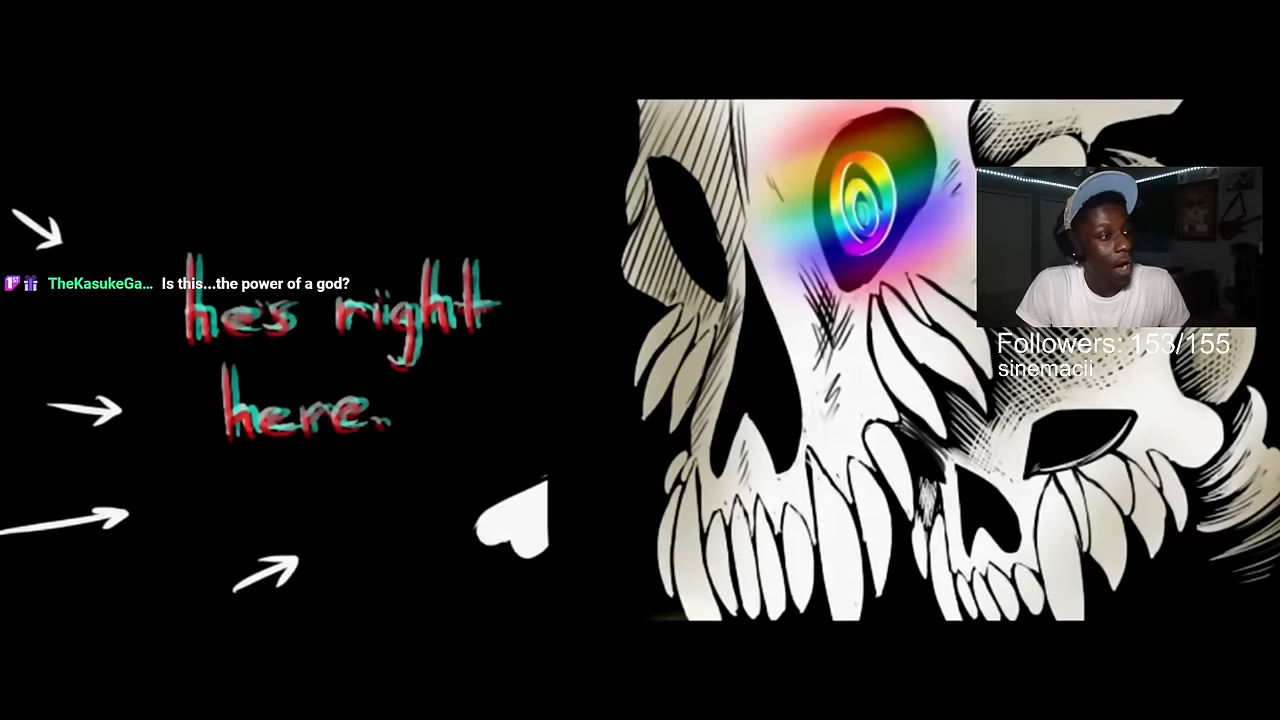 TheKasukeGa... Is this...the power of a god?
he's right
here.
Followers: 153/155
sinemacii